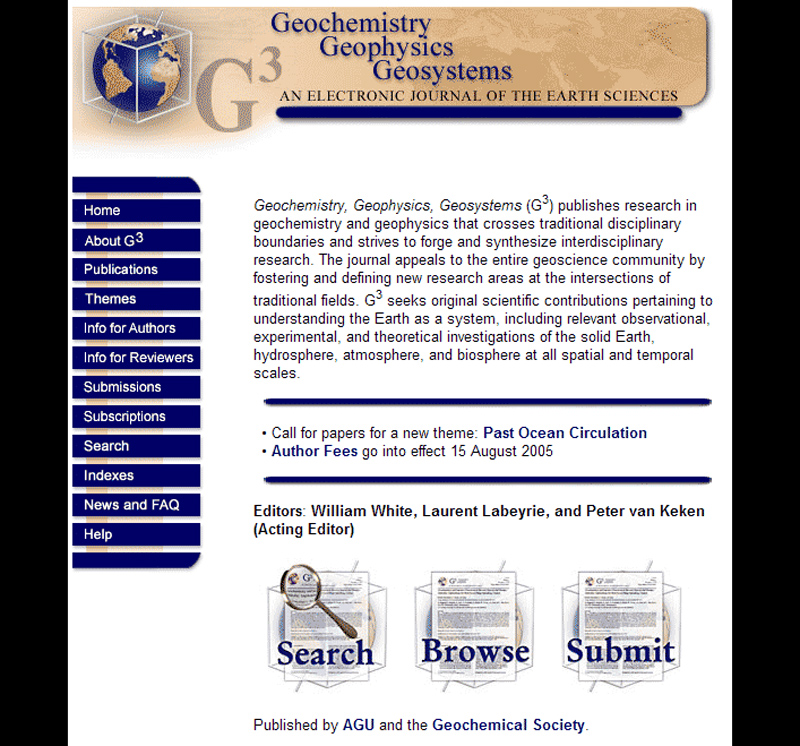 Geochemistry
Geophysics
Geosystems
G³
AN ELECTRONIC JOURNAL OF THE EARTH SCIENCES
Home
About G³
Publications
Themes
Info for Authors
Info for Reviewers
Submissions
Subscriptions
Search
Indexes
News and FAQ
Help
Geochemistry, Geophysics, Geosystems (G³) publishes research in
geochemistry and geophysics that crosses traditional disciplinary
boundaries and strives to forge and synthesize interdisciplinary
research. The journal appeals to the entire geoscience community by
fostering and defining new research areas at the intersections of
traditional fields. G³ seeks original scientific contributions pertaining to
understanding the Earth as a system, including relevant observational,
experimental, and theoretical investigations of the solid Earth,
hydrosphere, atmosphere, and biosphere at all spatial and temporal
scales.
• Call for papers for a new theme: Past Ocean Circulation
• Author Fees go into effect 15 August 2005
Editors: William White, Laurent Labeyrie, and Peter van Keken
(Acting Editor)
Search
Browse
Submit
Published by AGU and the Geochemical Society.